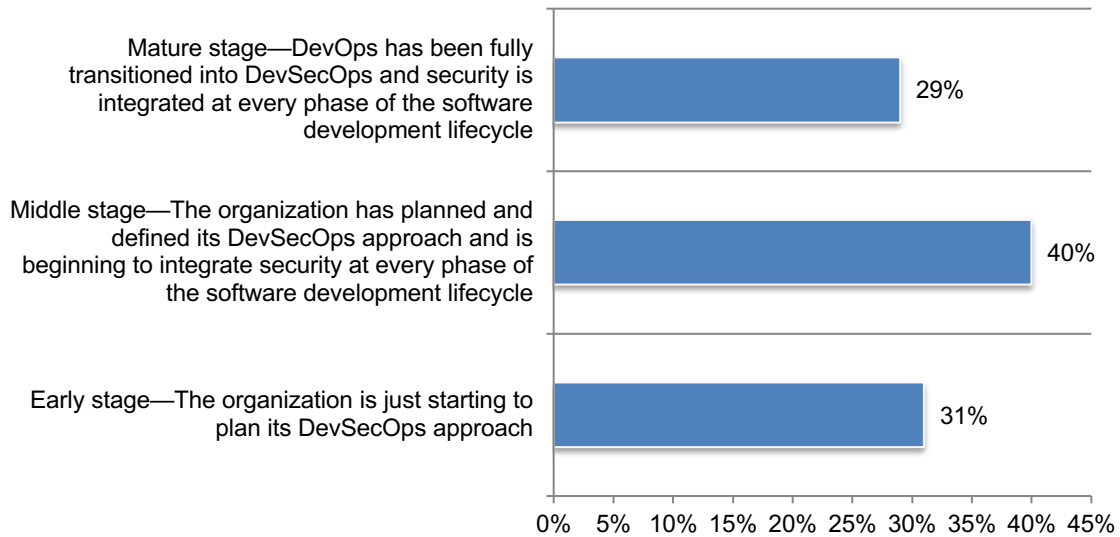 Mature stage—DevOps has been fully
transitioned into DevSecOps and security is
integrated at every phase of the software
development lifecycle
29%
Middle stage—The organization has planned and
defined its DevSecOps approach and is
beginning to integrate security at every phase of
the software development lifecycle
40%
Early stage—The organization is just starting to
plan its DevSecOps approach
31%
0% 5% 10% 15% 20% 25% 30% 35% 40% 45%